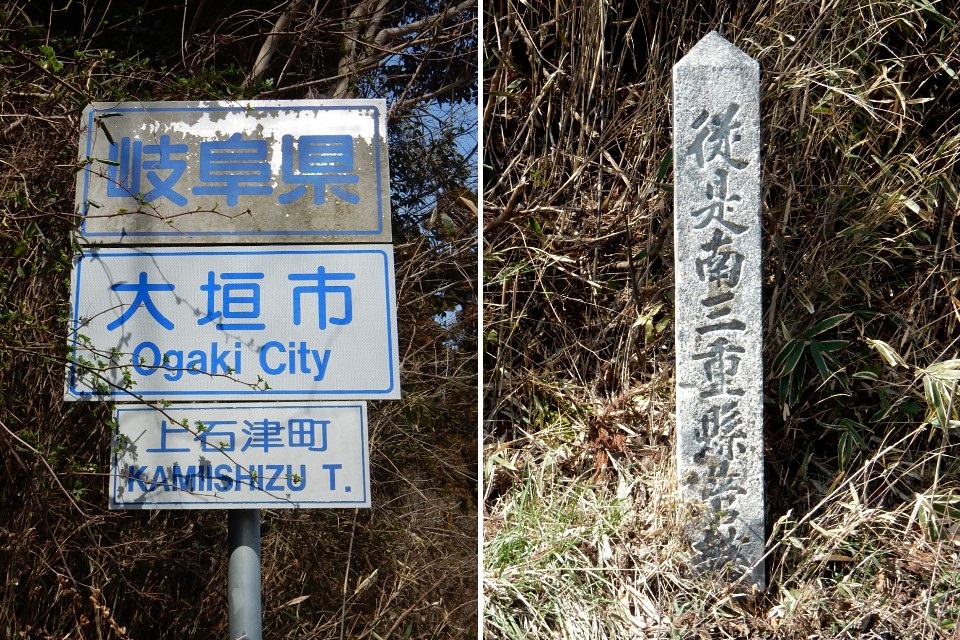 岐阜県
大垣市
Ogaki City
上石津町
KAMIISHIZU T.
従是南三重縣管轄